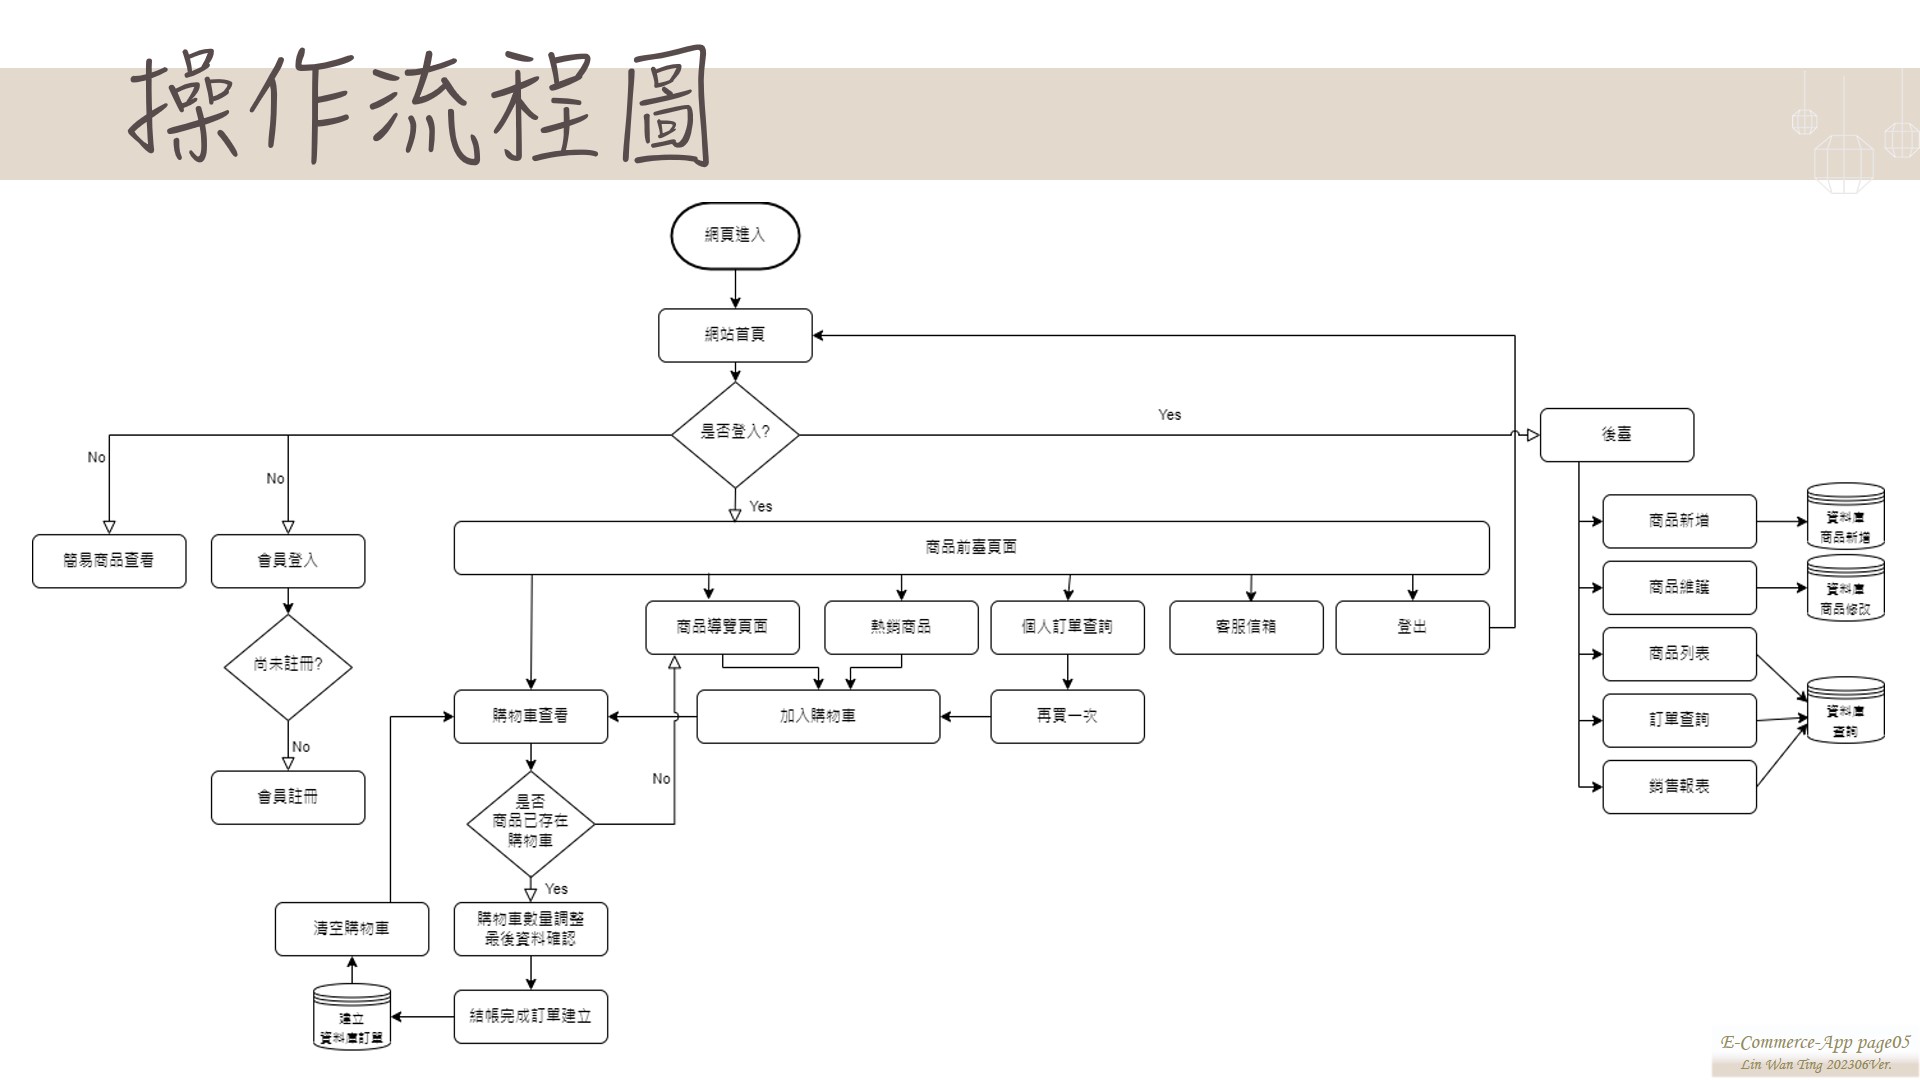 操作流程圖
網頁進入
網站首頁
是否登入?
Yes
後臺
No
No
Yes
簡易商品查看
會員登入
商品前臺頁面
商品新增
資料庫
商品新增
商品維護
資料庫
商品修改
商品導覽頁面
熱銷商品
個人訂單查詢
客服信箱
登出
商品列表
尚未註冊?
購物車查看
加入購物車
再買一次
訂單查詢
資料庫
查詢
No
No
銷售報表
會員註冊
是否
商品已存在
購物車
Yes
清空購物車
購物車數量調整
最後資料確認
建立
資料庫訂單
結帳完成訂單建立
E-Commerce-App page05
Lin Wan Ting 202306Ver.